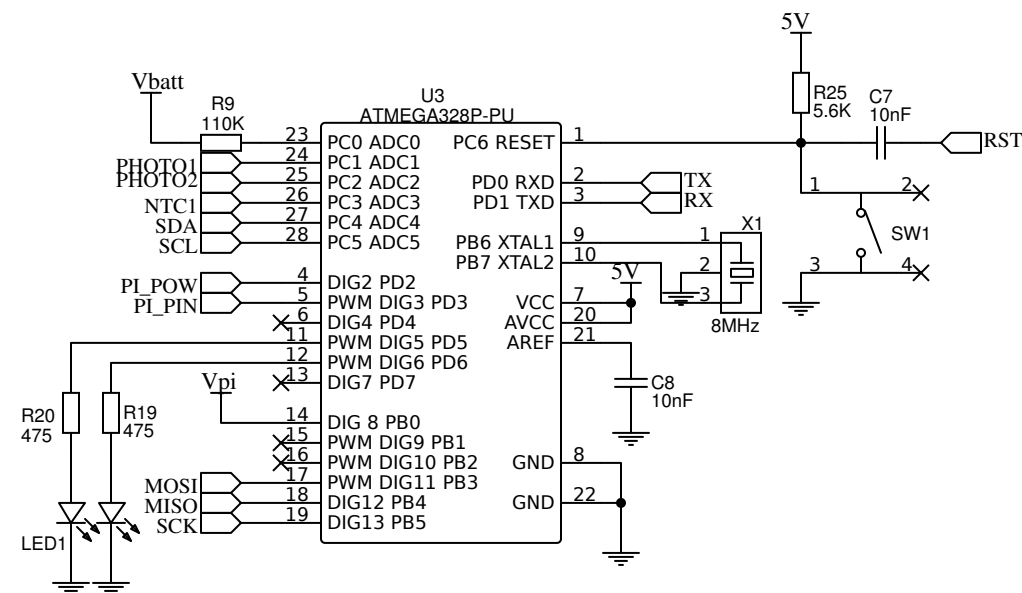 5V
Vbatt
R9
110K
U3
ATMEGA328P-PU
R25
5.6K
C7
10nF
23 PC0 ADC0 PC6 RESET 1
RST
PHOTO1 24 PC1 ADC1
PHOTO2 25 PC2 ADC2 PD0 RXD 2 TX
NTC1 26 PC3 ADC3 PD1 TXD 3 RX
1 2
SDA 27 PC4 ADC4
SCL 28 PC5 ADC5 PB6 XTAL1 9
X1
1
SW1
PB7 XTAL2 10
2
3 4
5V
PI_POW 4 DIG2 PD2
PI_PIN 5 PWM DIG3 PD3 VCC 7
3
8MHz
6 DIG4 PD4 AVCC 20
11 PWM DIG5 PD5 AREF 21
12 PWM DIG6 PD6
13 DIG7 PD7
Vpi
C8
10nF
R20
475
R19
475
14 DIG 8 PB0
15 PWM DIG9 PB1
16 PWM DIG10 PB2 GND 8
MOSI 17 PWM DIG11 PB3
MISO 18 DIG12 PB4 GND 22
SCK 19 DIG13 PB5
LED1